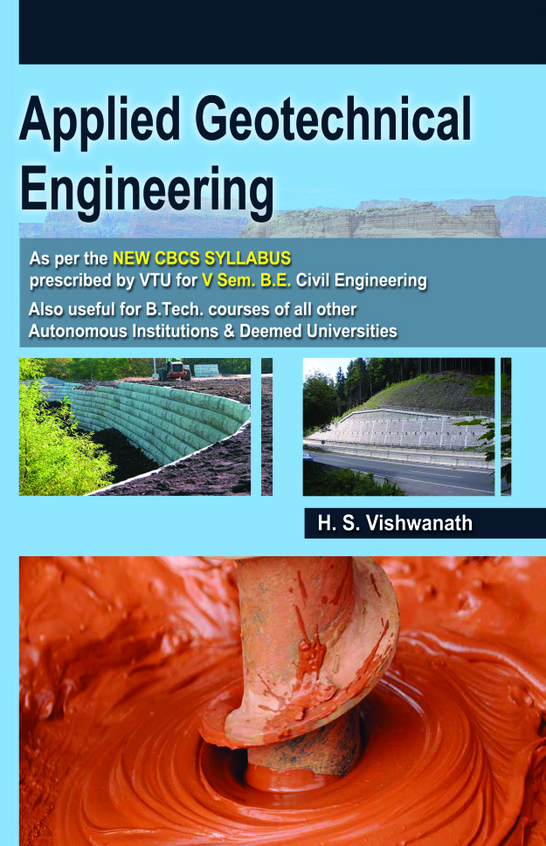 Applied Geotechnical
Engineering
As per the NEW CBCS SYLLABUS
prescribed by VTU for V Sem. B.E. Civil Engineering
Also useful for B.Tech. courses of all other
Autonomous Institutions & Deemed Universities
H. S. Vishwanath